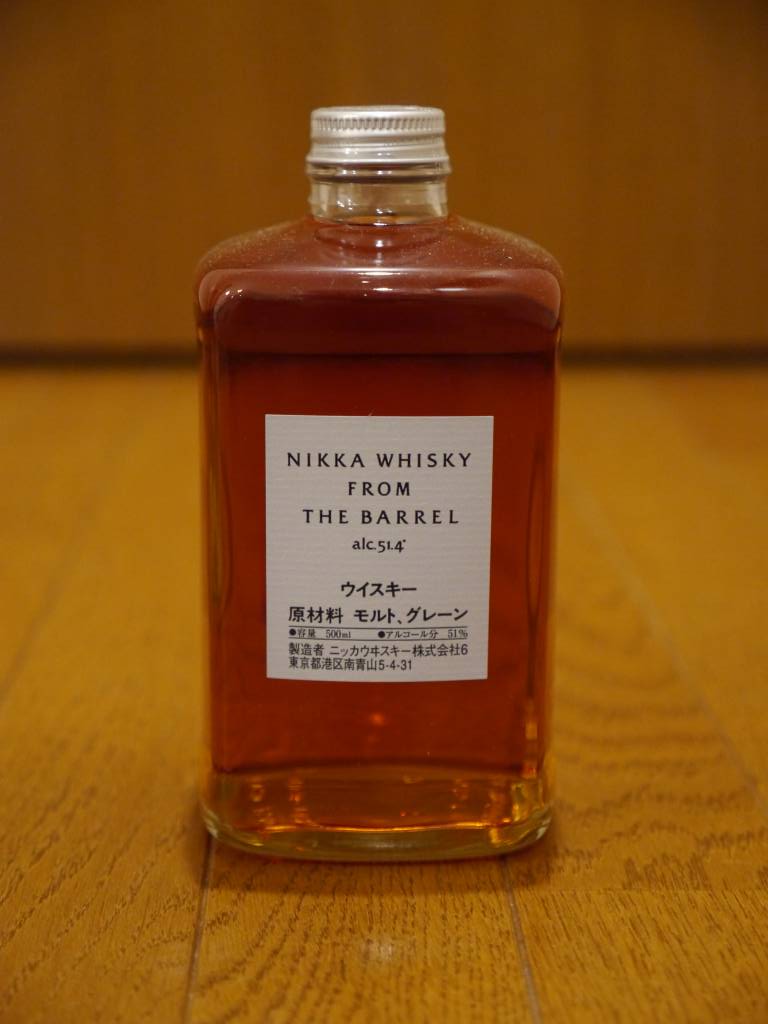 NIKKA WHISKY
FROM
THE BARREL
alc.51.4°
ウイスキー
原材料 モルト、グレーン
●容量 500ml ●アルコール分 51%
製造者 ニッカウヰスキー株式会社6
東京都港区南青山5-4-31